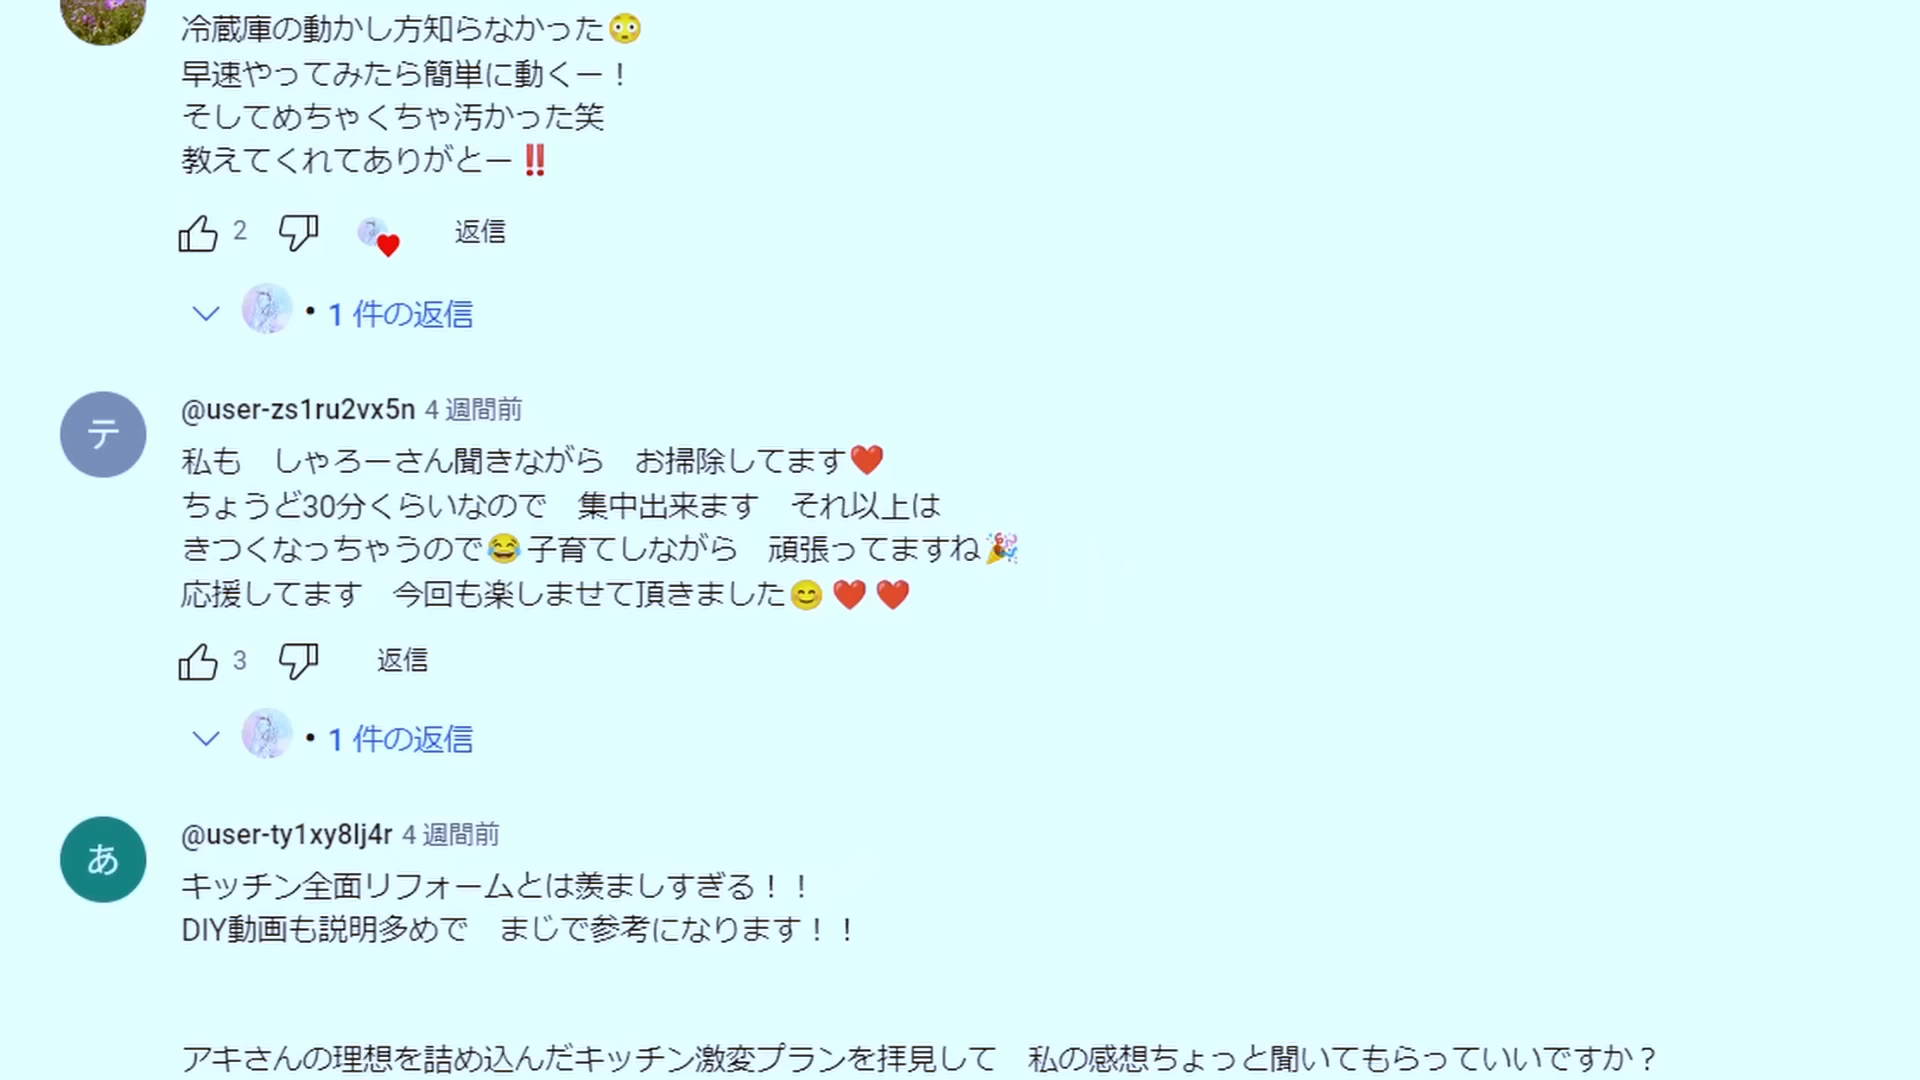 冷蔵庫の動かし方知らなかった😳
早速やってみたら簡単に動くー！
そしてめちゃくちゃ汚かった笑
教えてくれてありがとー‼️
2 返信
• 1 件の返信
テ
@user-zs1ru2vx5n 4 週間前
私も　しゃろーさん聞きながら　お掃除してます❤️
ちょうど30分くらいなので　集中出来ます　それ以上は
きつくなっちゃうので😂子育てしながら　頑張ってますね🎉
応援してます　今回も楽しませて頂きました😊❤️❤️
3 返信
• 1 件の返信
あ
@user-ty1xy8lj4r 4 週間前
キッチン全面リフォームとは羨ましすぎる！！
DIY動画も説明多めで　まじで参考になります！！
アキさんの理想を詰め込んだキッチン激変プランを拝見して　私の感想ちょっと聞いてもらっていいですか？